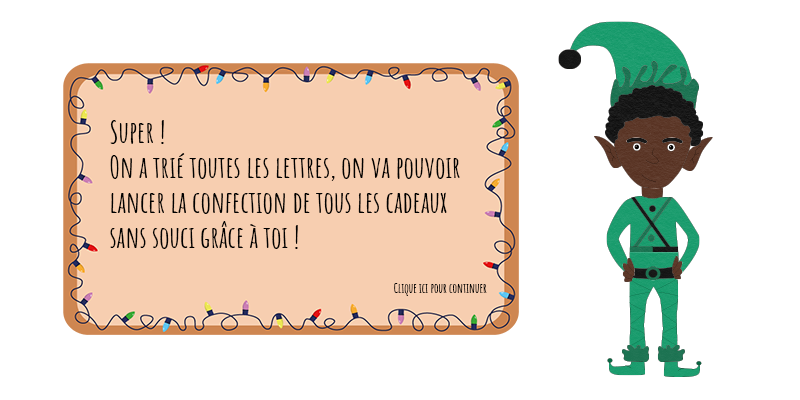 Super !
On a trié toutes les lettres, on va pouvoir
lancer la confection de tous les cadeaux
sans souci grâce à toi !
Clique ici pour continuer